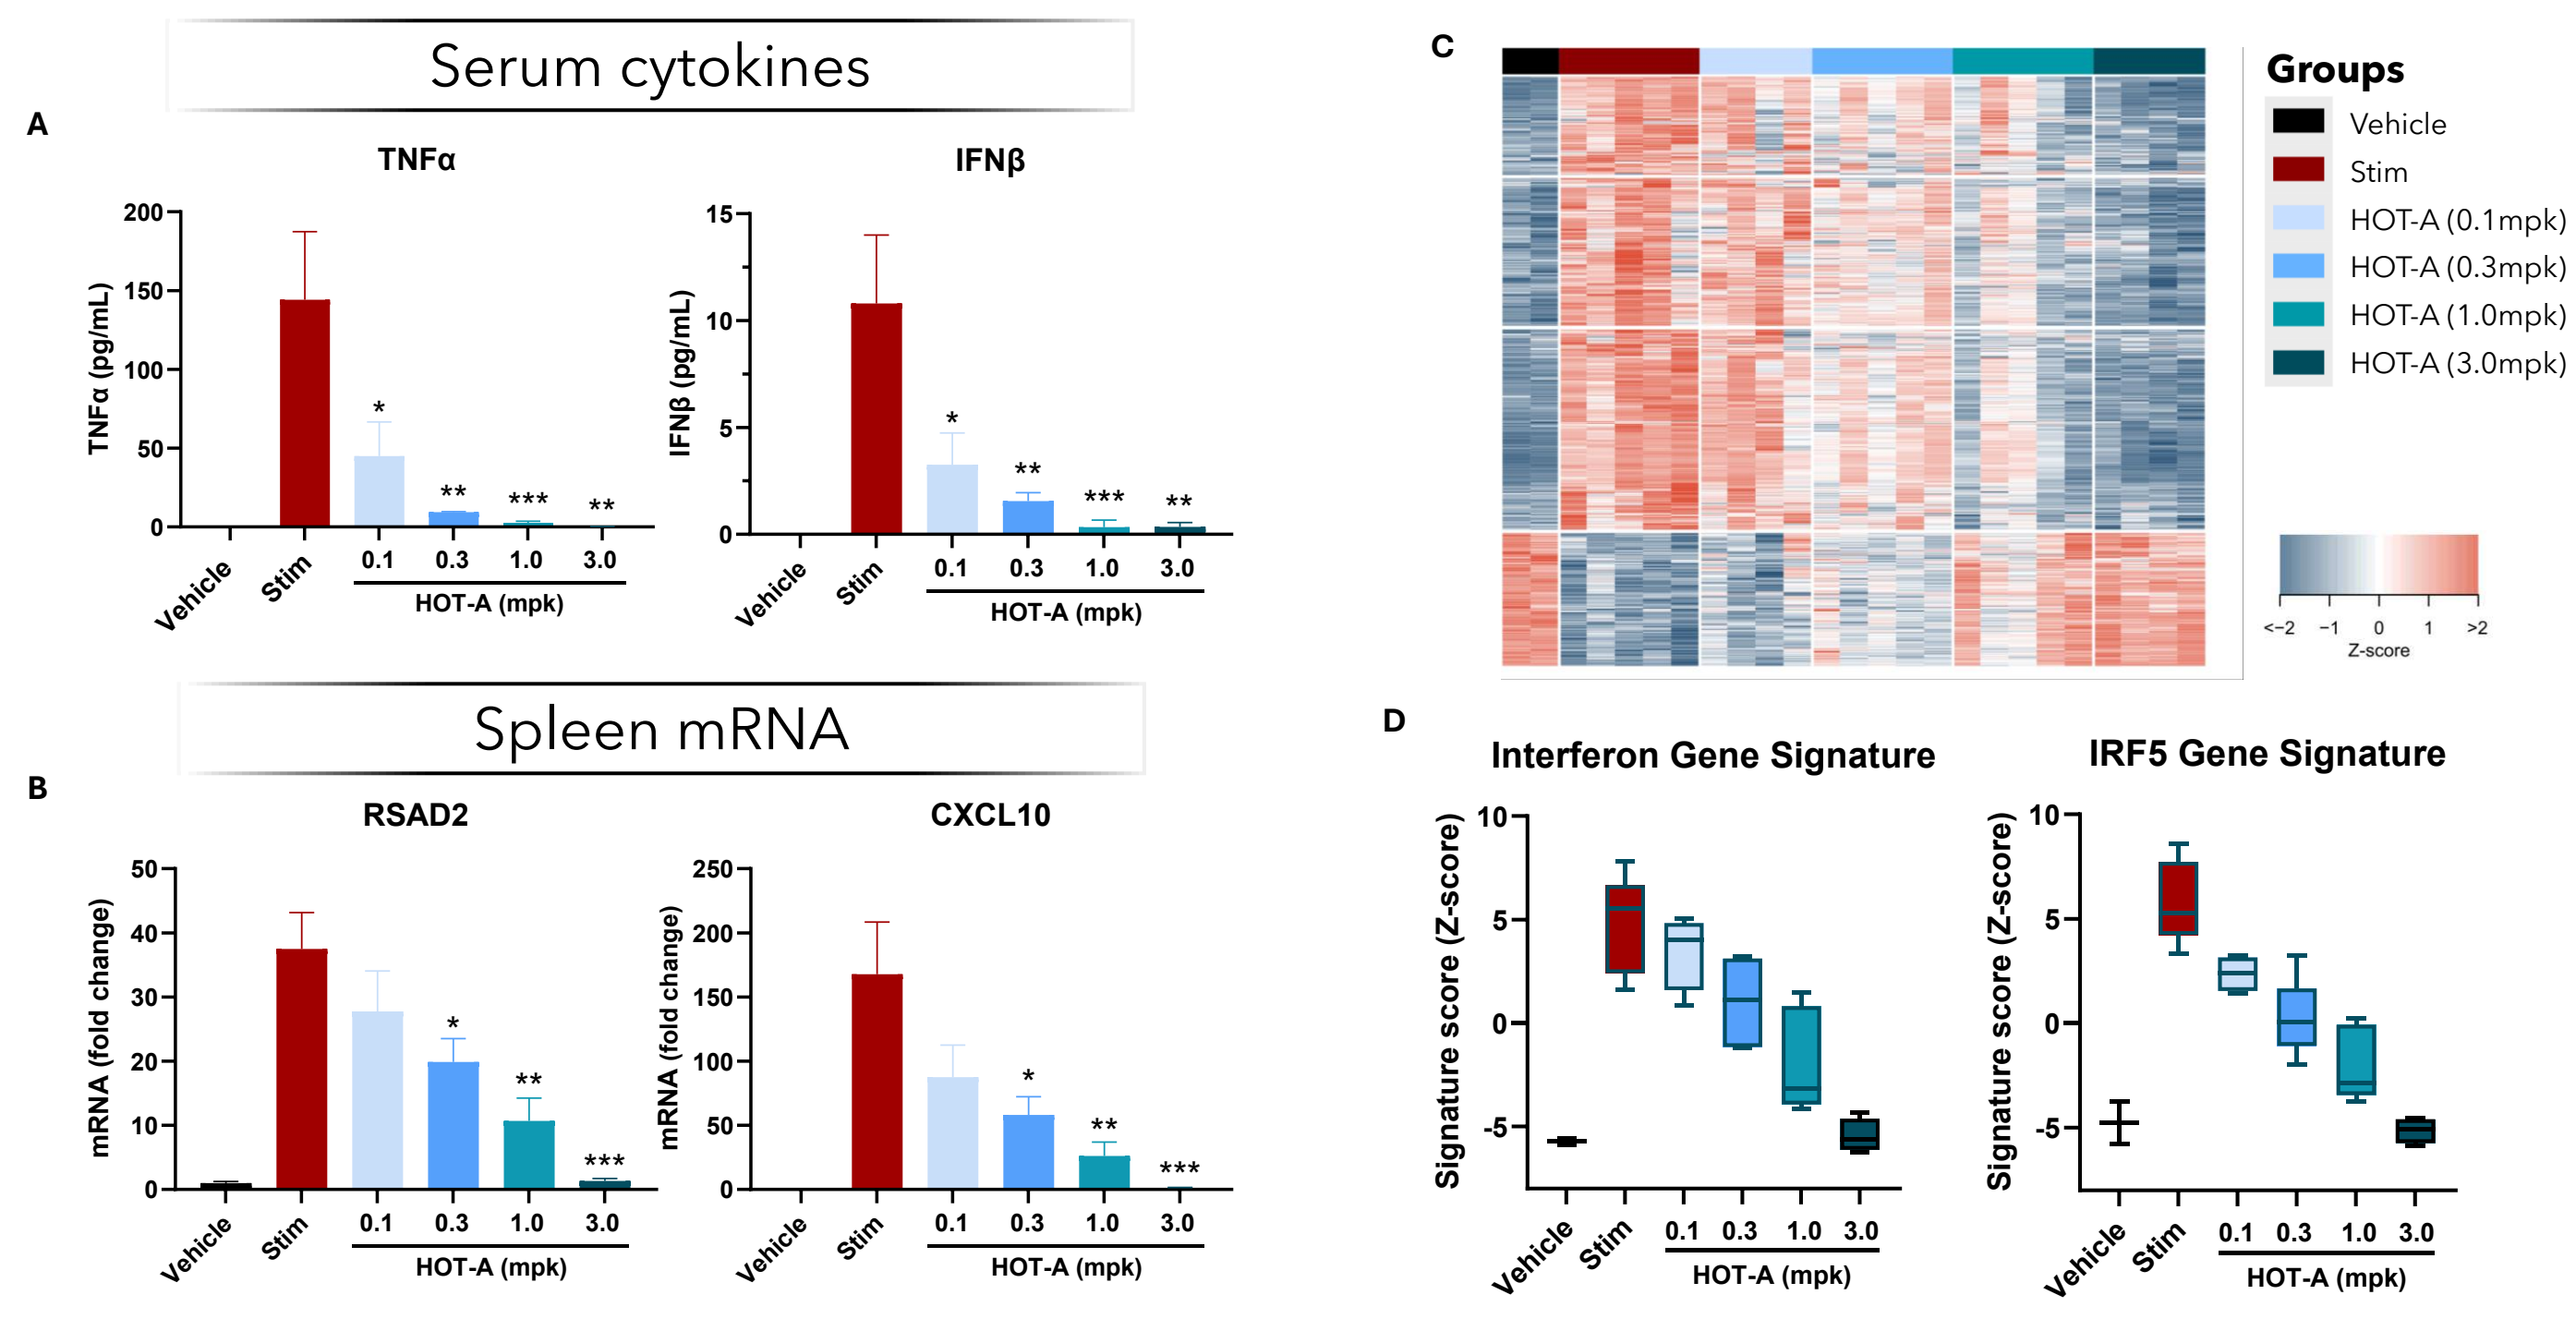 Serum cytokines
A
TNFα
TNFα (pg/mL)
200
150
100
50
0
*
**
***
**
Vehicle
Stim
0.1
0.3
1.0
3.0
HOT-A (mpk)
IFNβ
IFNβ (pg/mL)
15
10
5
0
*
**
***
**
Vehicle
Stim
0.1
0.3
1.0
3.0
HOT-A (mpk)
Spleen mRNA
B
RSAD2
mRNA (fold change)
50
40
30
20
10
0
*
**
***
Vehicle
Stim
0.1
0.3
1.0
3.0
HOT-A (mpk)
CXCL10
mRNA (fold change)
250
200
150
100
50
0
*
**
***
Vehicle
Stim
0.1
0.3
1.0
3.0
HOT-A (mpk)
C
Groups
Vehicle
Stim
HOT-A (0.1mpk)
HOT-A (0.3mpk)
HOT-A (1.0mpk)
HOT-A (3.0mpk)
<−2 −1 0 1 >2
Z-score
D
Interferon Gene Signature
Signature score (Z-score)
10
5
0
-5
Vehicle
Stim
0.1
0.3
1.0
3.0
HOT-A (mpk)
IRF5 Gene Signature
Signature score (Z-score)
10
5
0
-5
Vehicle
Stim
0.1
0.3
1.0
3.0
HOT-A (mpk)